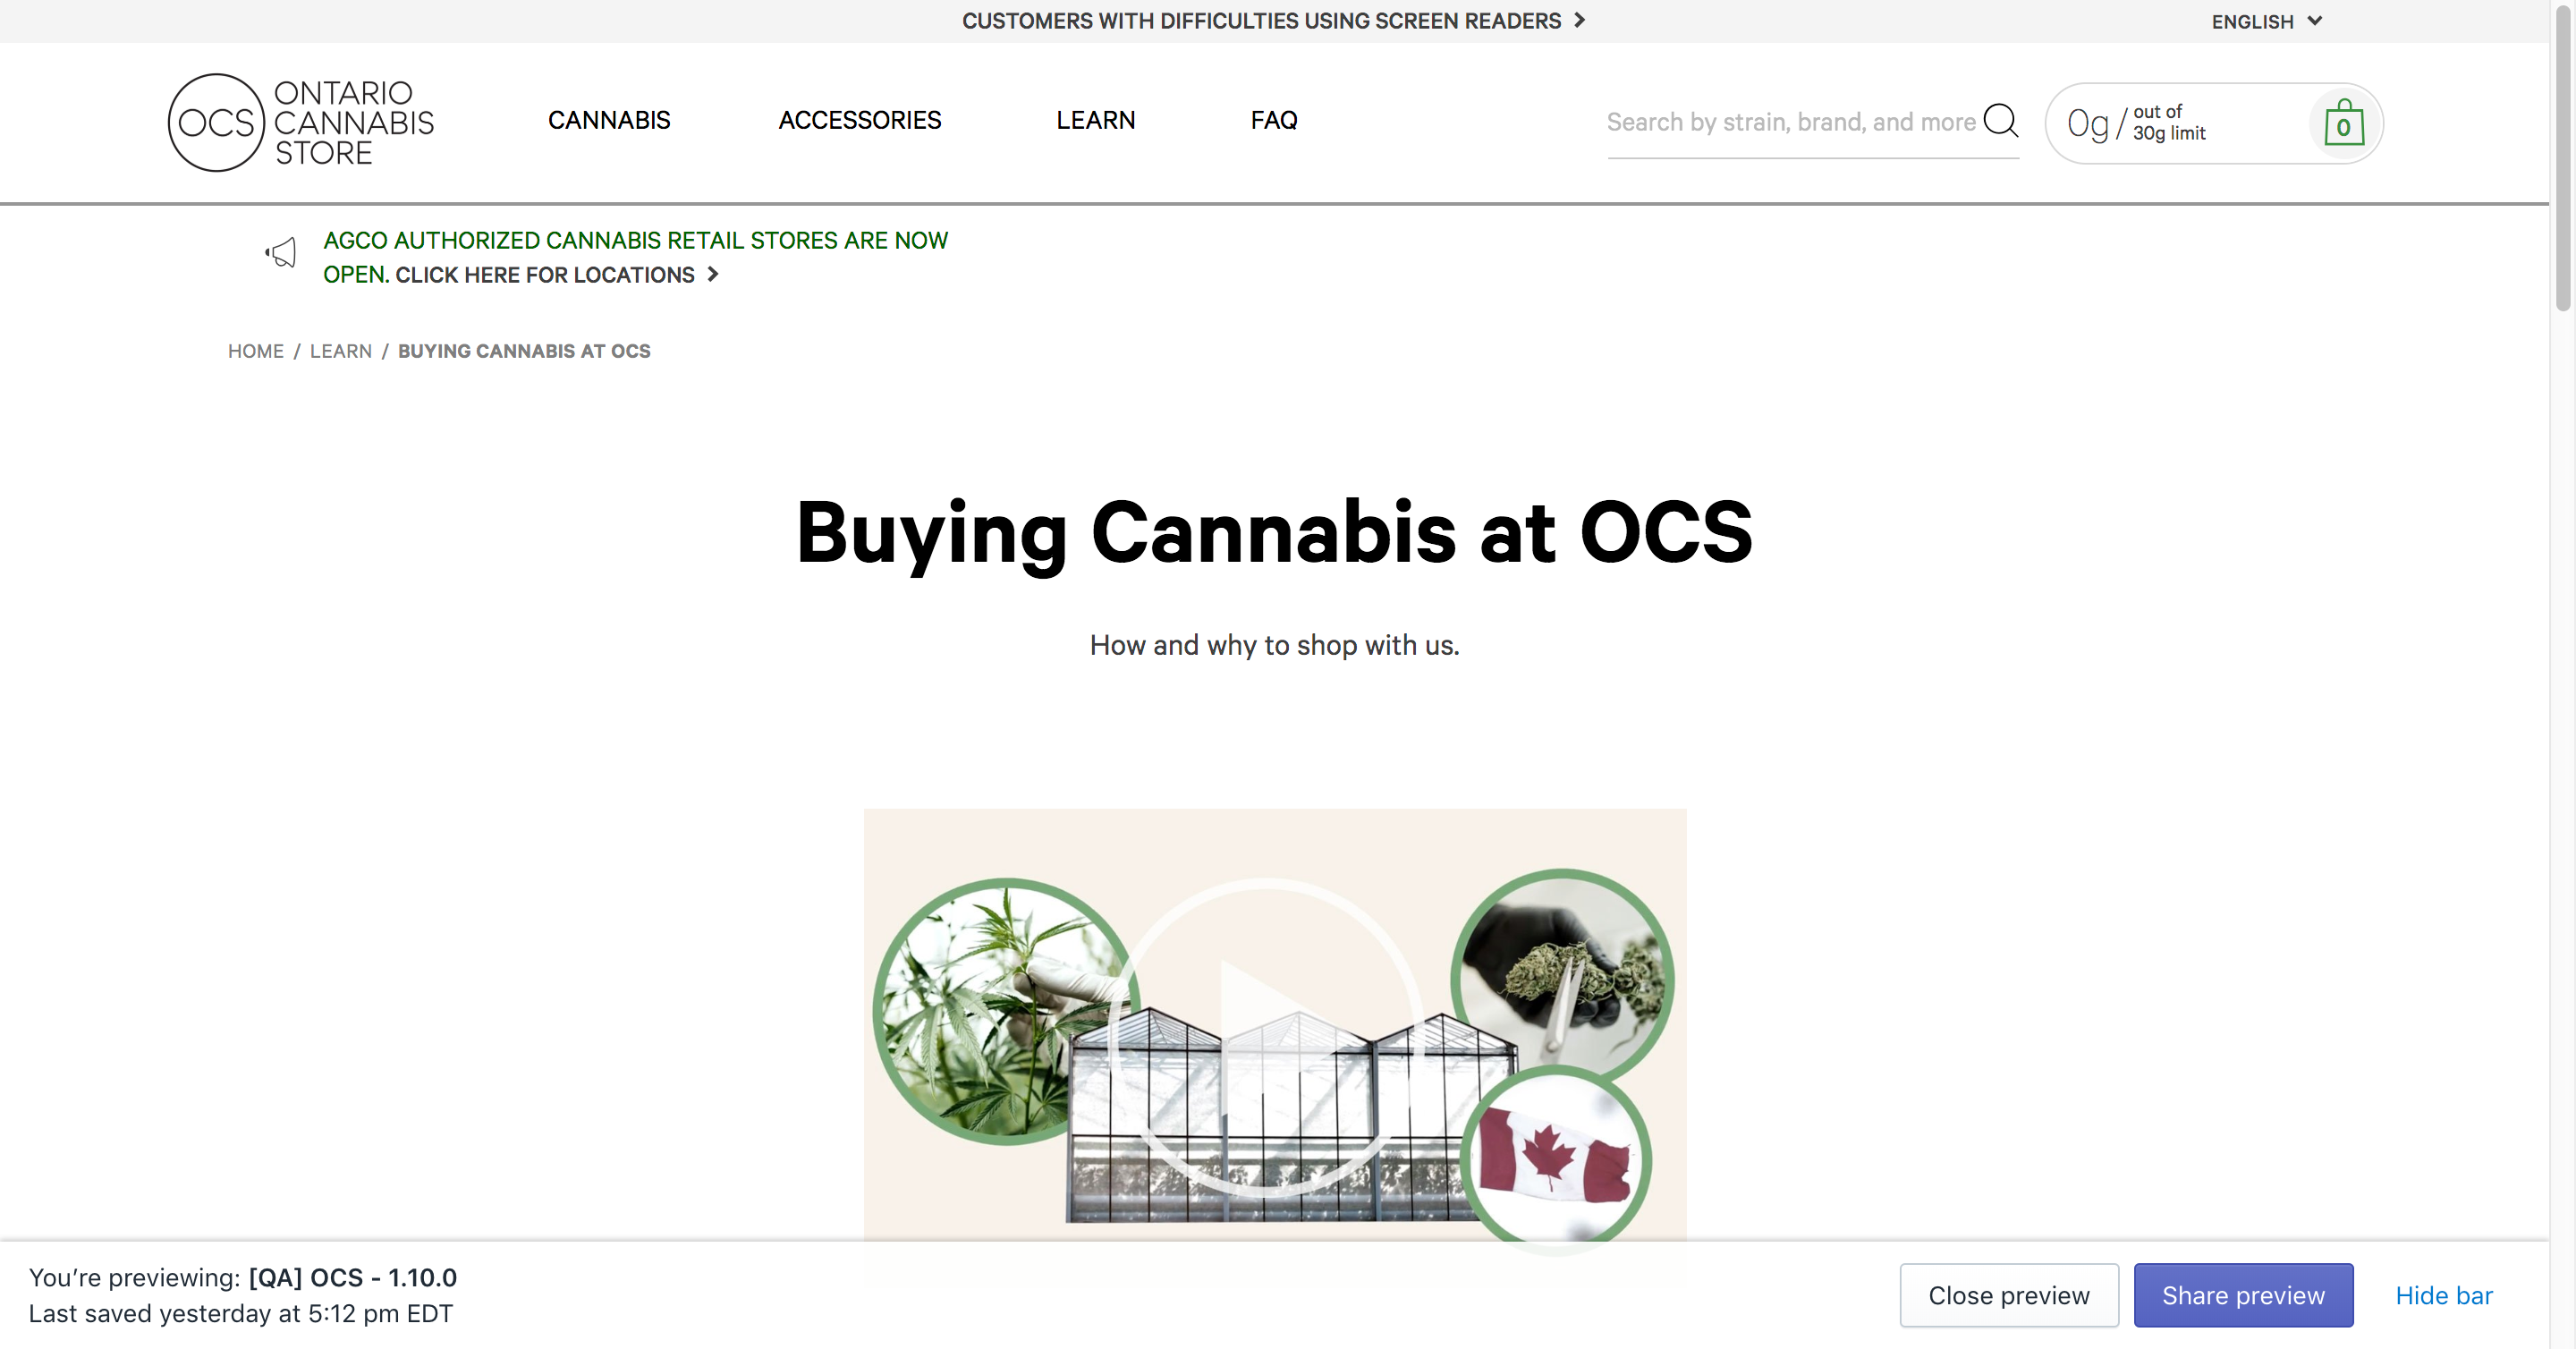 CUSTOMERS WITH DIFFICULTIES USING SCREEN READERS
ENGLISH
OCS
ONTARIO
CANNABIS
STORE
CANNABIS
ACCESSORIES
LEARN
FAQ
Search by strain, brand, and more
0g / out of
30g limit
0
AGCO AUTHORIZED CANNABIS RETAIL STORES ARE NOW
OPEN. CLICK HERE FOR LOCATIONS
HOME / LEARN / BUYING CANNABIS AT OCS
Buying Cannabis at OCS
How and why to shop with us.
You’re previewing: [QA] OCS - 1.10.0
Last saved yesterday at 5:12 pm EDT
Close preview
Share preview
Hide bar